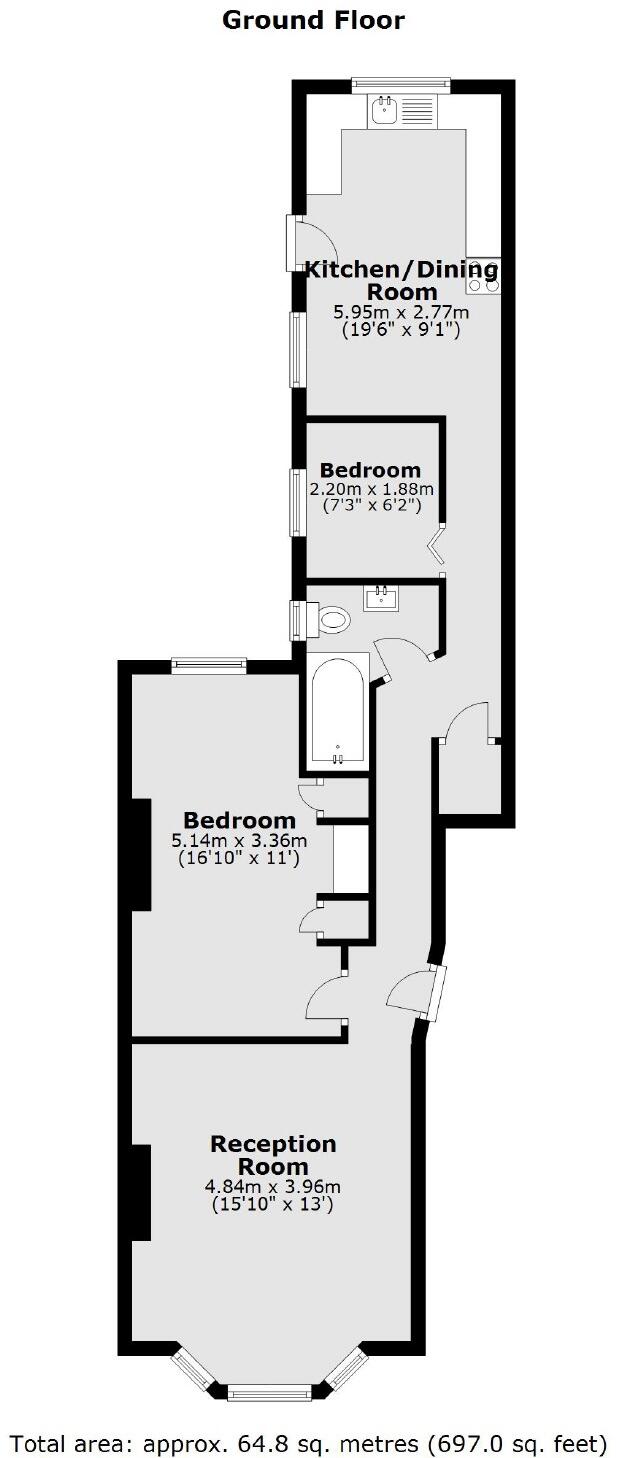 Ground Floor
Kitchen/Dining
Room
5.95m x 2.77m
(19'6" x 9'1")
Bedroom
2.20m x 1.88m
(7'3" x 6'2")
Bedroom
5.14m x 3.36m
(16'10" x 11')
Reception
Room
4.84m x 3.96m
(15'10" x 13')
Total area: approx. 64.8 sq. metres (697.0 sq. feet)